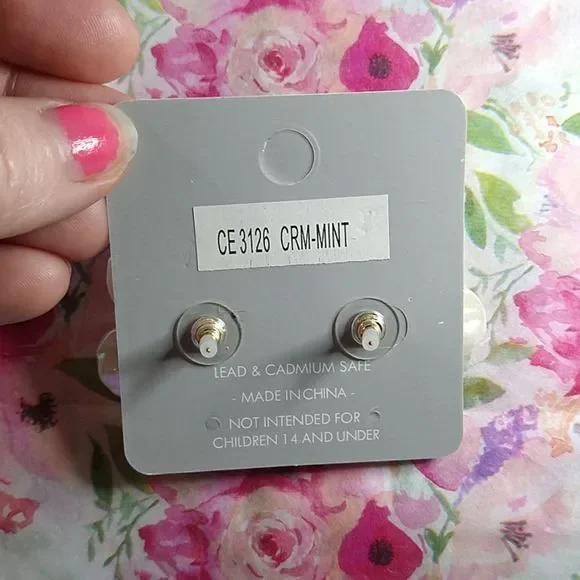 CE 3126 CRM-MINT
LEAD & CADMIUM SAFE
- MADE IN CHINA -
NOT INTENDED FOR
CHILDREN 14 AND UNDER